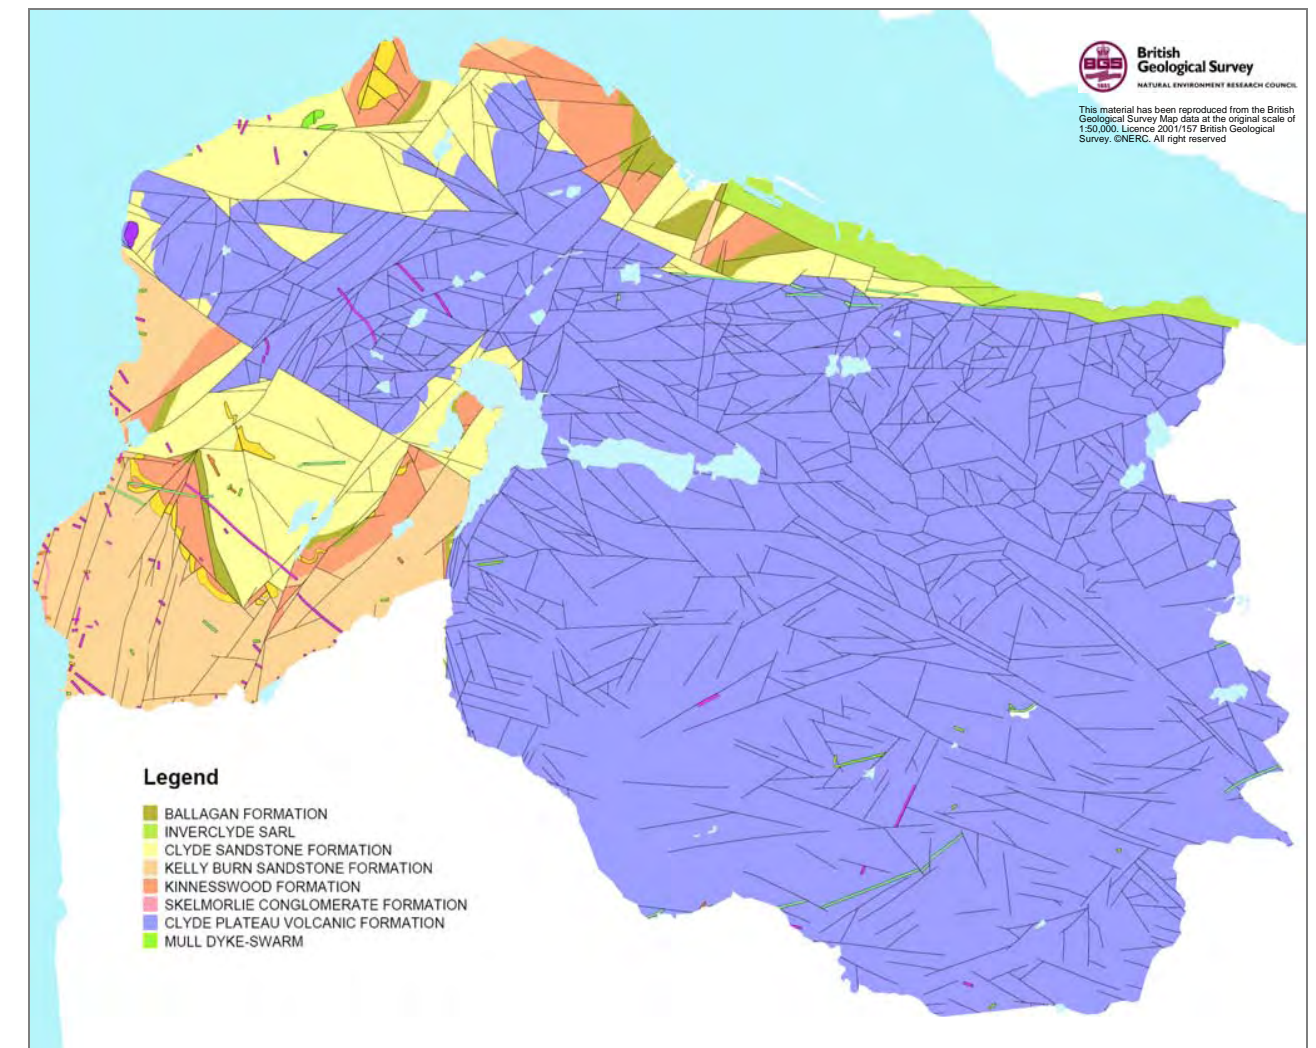 BGS
1835
British
Geological Survey
NATURAL ENVIRONMENT RESEARCH COUNCIL
This material has been reproduced from the British
Geological Survey Map data at the original scale of
1:50,000. Licence 2001/157 British Geological
Survey. ©NERC. All right reserved
Legend
BALLAGAN FORMATION
INVERCLYDE SARL
CLYDE SANDSTONE FORMATION
KELLY BURN SANDSTONE FORMATION
KINNESSWOOD FORMATION
SKELMORLIE CONGLOMERATE FORMATION
CLYDE PLATEAU VOLCANIC FORMATION
MULL DYKE-SWARM